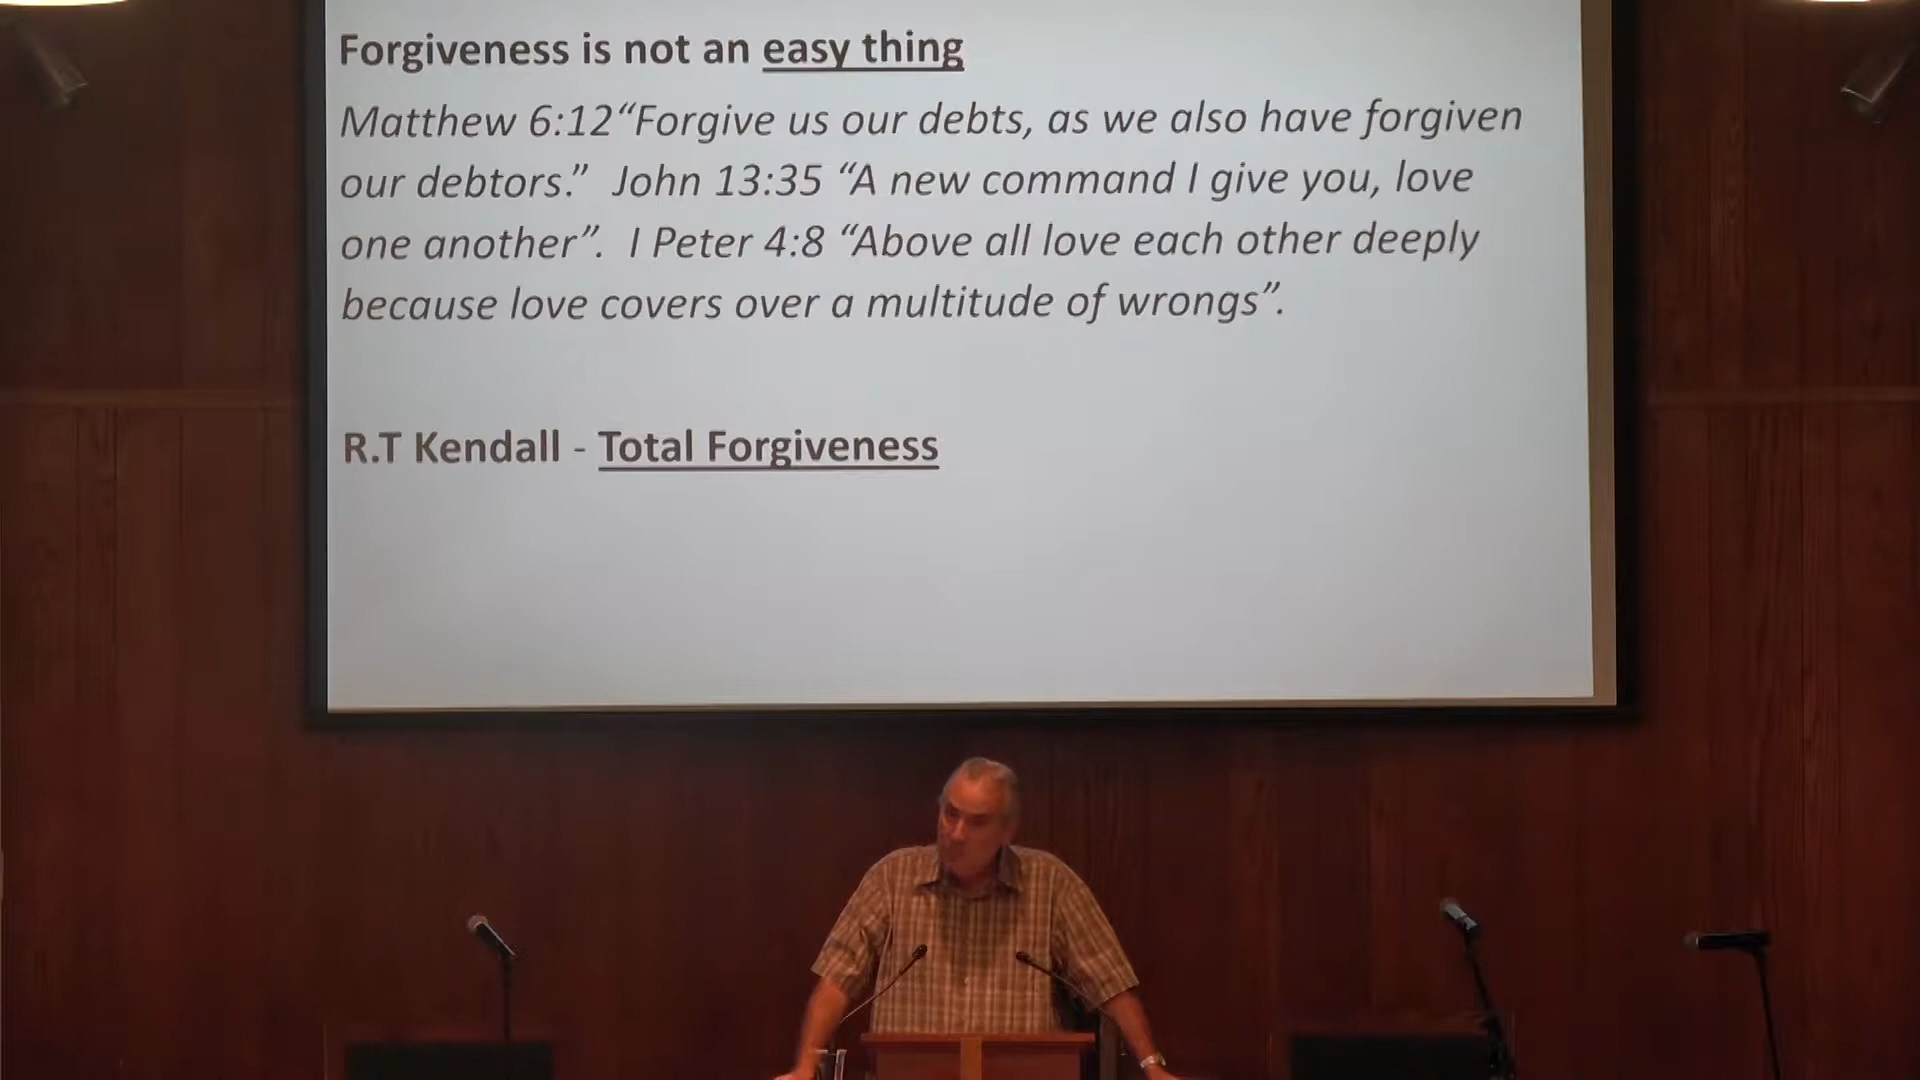 Forgiveness is not an easy thing
Matthew 6:12“Forgive us our debts, as we also have forgiven
our debtors.” John 13:35 “A new command I give you, love
one another”. I Peter 4:8 “Above all love each other deeply
because love covers over a multitude of wrongs”.
R.T Kendall - Total Forgiveness